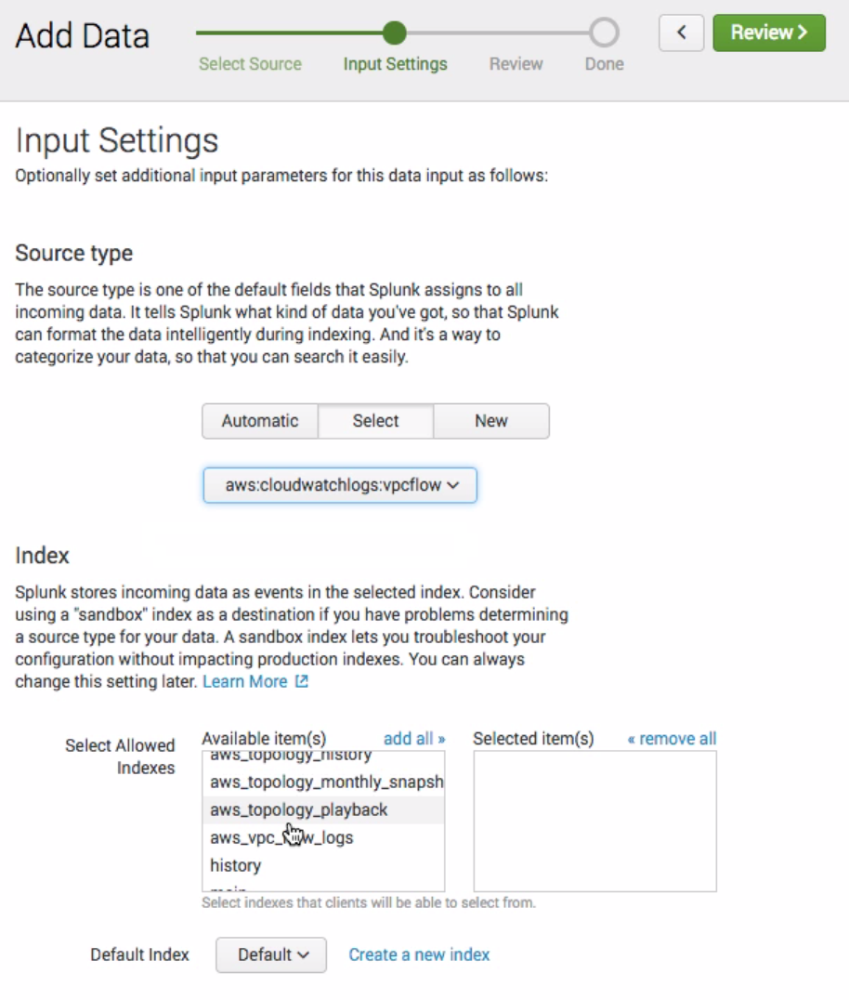 Add Data
Select Source
Input Settings
Review
Done
<
Review >
Input Settings
Optionally set additional input parameters for this data input as follows:
Source type
The source type is one of the default fields that Splunk assigns to all
incoming data. It tells Splunk what kind of data you've got, so that Splunk
can format the data intelligently during indexing. And it's a way to
categorize your data, so that you can search it easily.
Automatic
Select
New
aws:cloudwatchlogs:vpcflow
Index
Splunk stores incoming data as events in the selected index. Consider
using a "sandbox" index as a destination if you have problems determining
a source type for your data. A sandbox index lets you troubleshoot your
configuration without impacting production indexes. You can always
change this setting later. Learn More
Select Allowed
Indexes
Available item(s)
add all »
aws_topology_history
aws_topology_monthly_snapsh
aws_topology_playback
history
Selected item(s)
« remove all
Select indexes that clients will be able to select from.
Default Index
Default
Create a new index